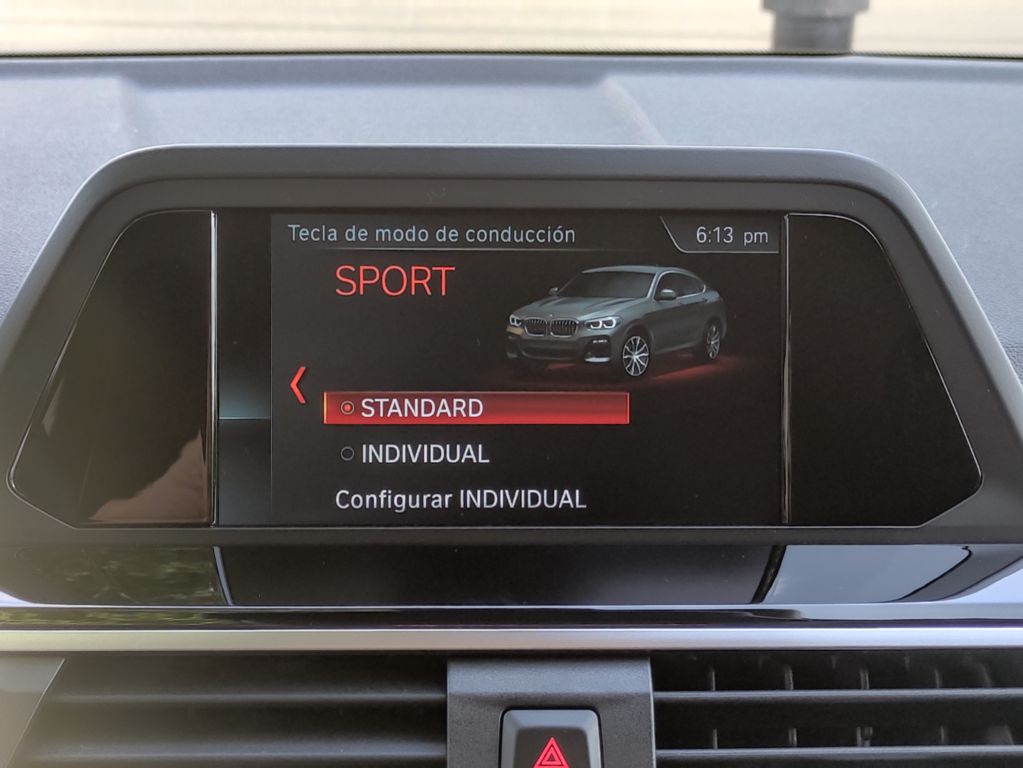 Tecla de modo de conducción
6:13 pm
SPORT
STANDARD
INDIVIDUAL
Configurar INDIVIDUAL